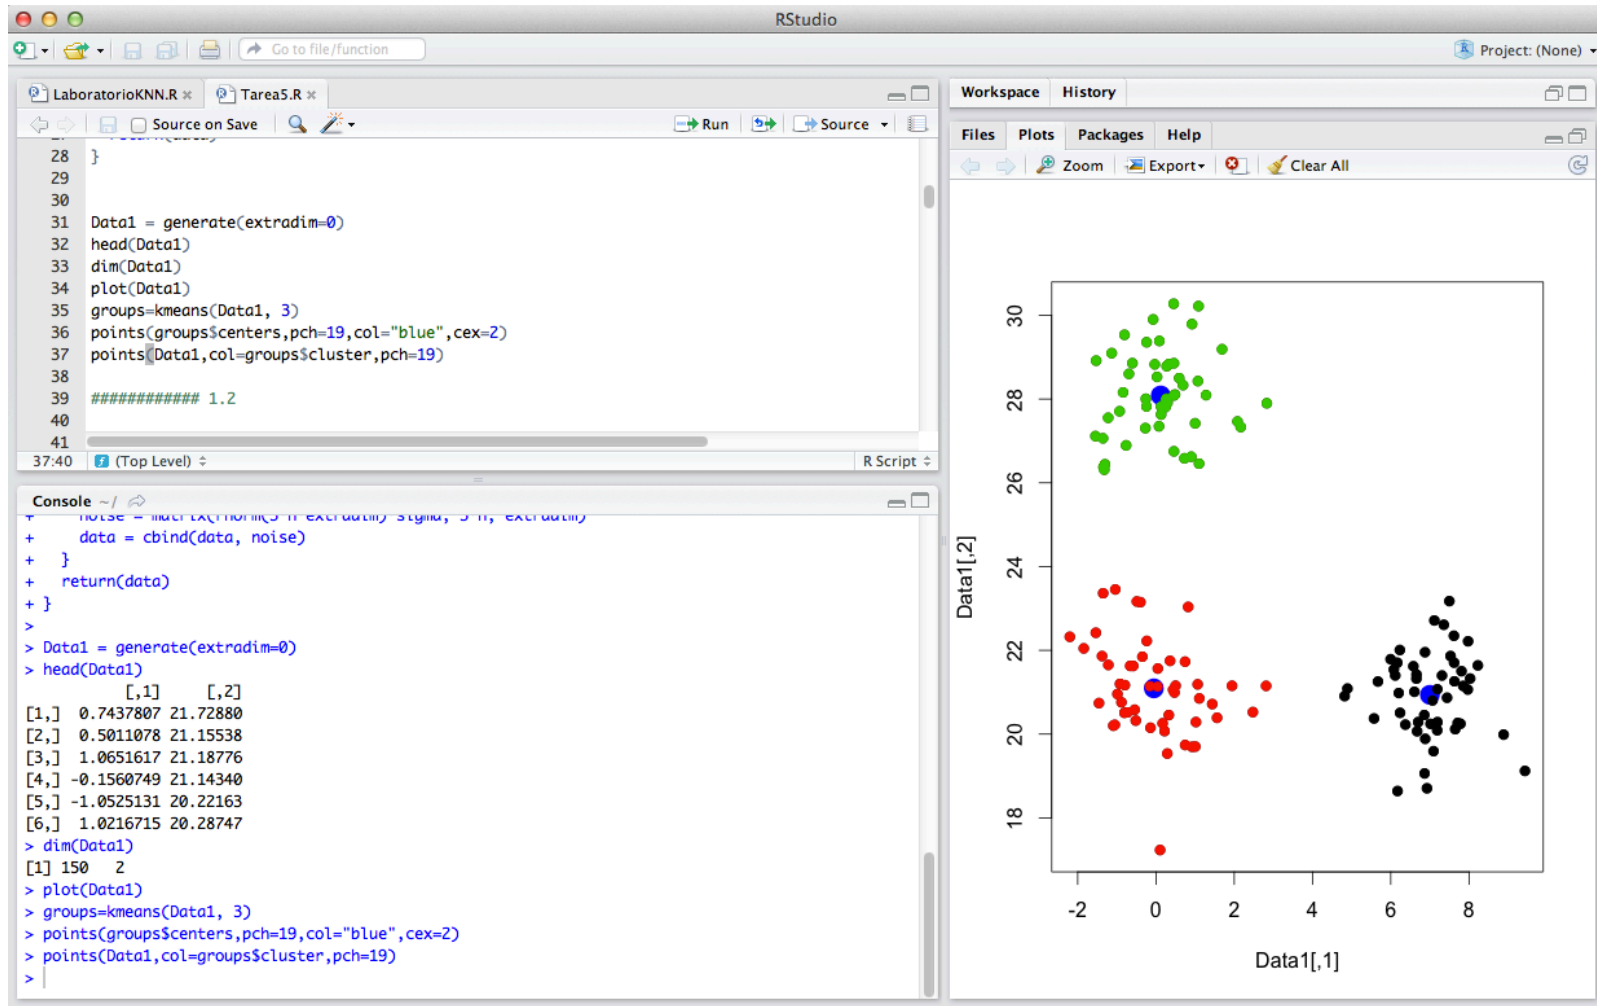 RStudio
Go to file/function
Project: (None)
LaboratorioKNN.R
Tarea5.R
Source on Save
Run
Source
28 }
29
30
31 Data1 = generate(extradim=0)
32 head(Data1)
33 dim(Data1)
34 plot(Data1)
35 groups=kmeans(Data1, 3)
36 points(groups$centers,pch=19,col="blue",cex=2)
37 points(Data1,col=groups$cluster,pch=19)
38
39 ############ 1.2
40
41
37:40 (Top Level) R Script
Console ~/
+ data = cbind(data, noise)
+ }
+ return(data)
+ }
>
> Data1 = generate(extradim=0)
> head(Data1)
[,1] [,2]
[1,] 0.7437807 21.72880
[2,] 0.5011078 21.15538
[3,] 1.0651617 21.18776
[4,] -0.1560749 21.14340
[5,] -1.0525131 20.22163
[6,] 1.0216715 20.28747
> dim(Data1)
[1] 150 2
> plot(Data1)
> groups=kmeans(Data1, 3)
> points(groups$centers,pch=19,col="blue",cex=2)
> points(Data1,col=groups$cluster,pch=19)
>
Workspace History
Files Plots Packages Help
Zoom Export Clear All
30
28
26
24
22
20
18
Data1[,2]
-2 0 2 4 6 8
Data1[,1]